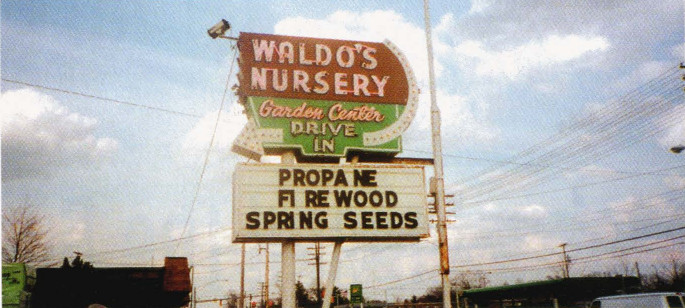 WALDO'S
NURSERY
Garden Center
DRIVE
IN
PROPANE
FIREWOOD
SPRING SEEDS